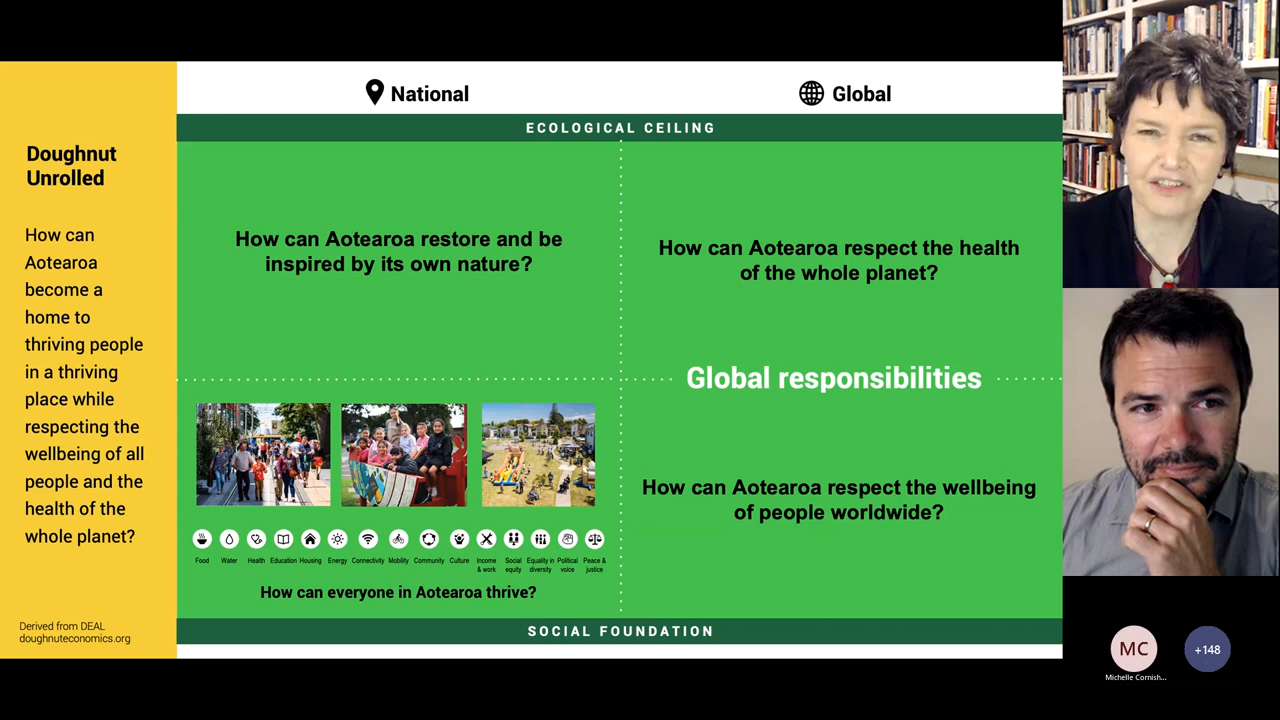 Doughnut
Unrolled
How can
Aotearoa
become a
home to
thriving people
in a thriving
place while
respecting the
wellbeing of all
people and the
health of the
whole planet?
Derived from DEAL
doughnuteconomics.org
National
Global
ECOLOGICAL CEILING
How can Aotearoa restore and be
inspired by its own nature?
How can Aotearoa respect the health
of the whole planet?
Global responsibilities
Food
Water
Health
Education
Housing
Energy
Connectivity
Mobility
Community
Culture
Income
& work
Social
equity
Equality in
diversity
Political
voice
Peace &
justice
How can everyone in Aotearoa thrive?
How can Aotearoa respect the wellbeing
of people worldwide?
SOCIAL FOUNDATION
MC
Michelle Cornish...
+148